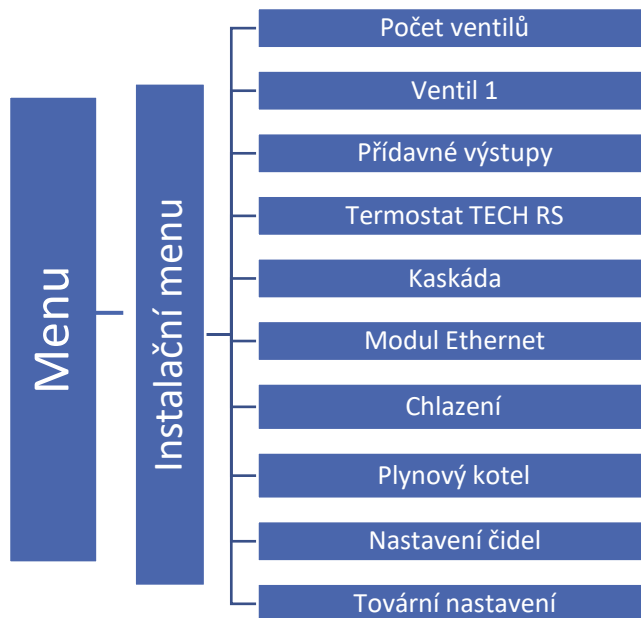 Menu
Instalační menu
Počet ventilů
Ventil 1
Přídavné výstupy
Termostat TECH RS
Kaskáda
Modul Ethernet
Chlazení
Plynový kotel
Nastavení čidel
Tovární nastavení